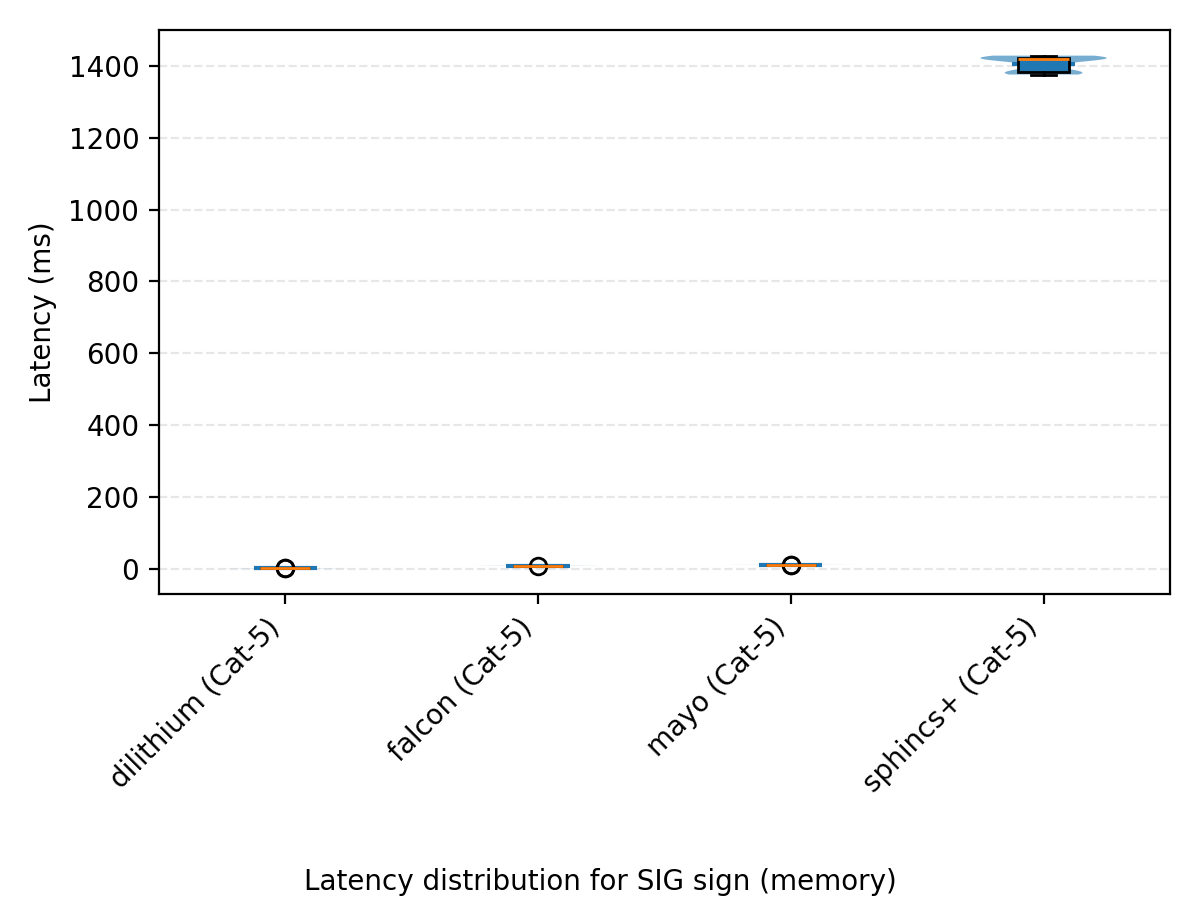 Latency (ms)
1400
1200
1000
800
600
400
200
0
dilithium (Cat-5)
falcon (Cat-5)
mayo (Cat-5)
sphincs+ (Cat-5)
Latency distribution for SIG sign (memory)